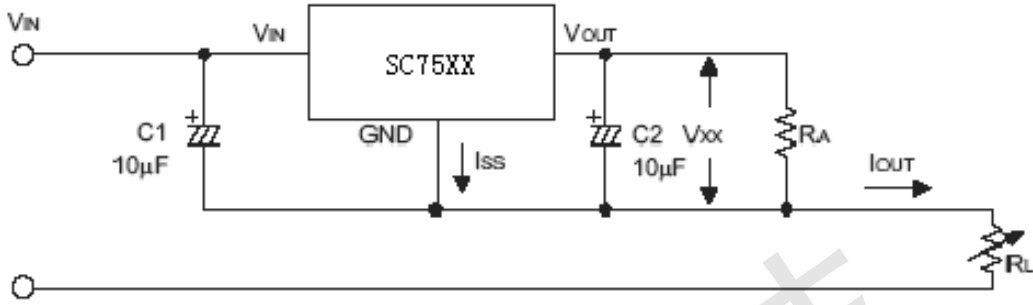 VIN
VIN
SC75XX
VOUT
GND
ISS
C1
10µF
+
+
C2
10µF
VXX
RA
IOUT
RL